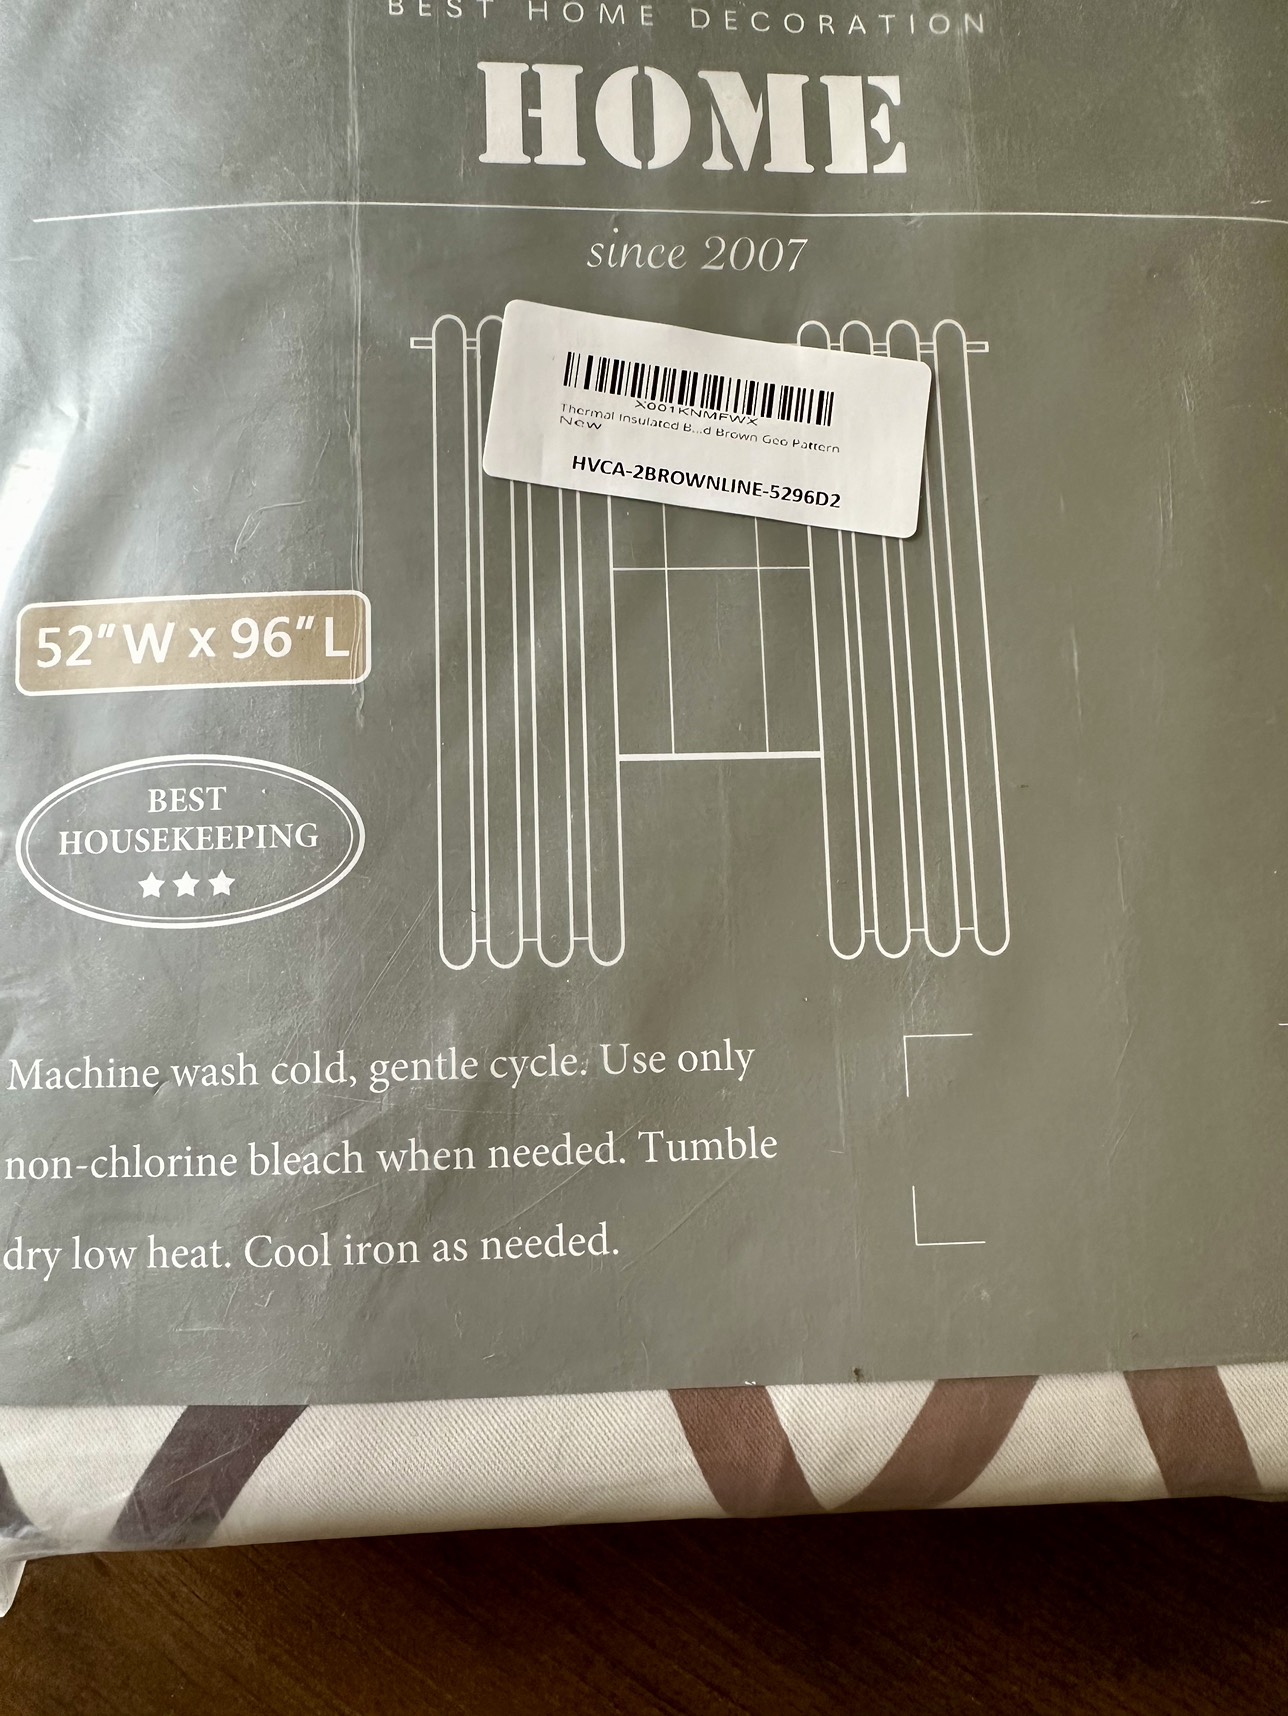 BEST HOME DECORATION
HOME
since 2007
X001KNMFWX
Thermal Insulated B...d Brown Geo Pattern
New
HVCA-2BROWNLINE-5296D2
52"W x 96"L
BEST
HOUSEKEEPING
Machine wash cold, gentle cycle. Use only
non-chlorine bleach when needed. Tumble
dry low heat. Cool iron as needed.